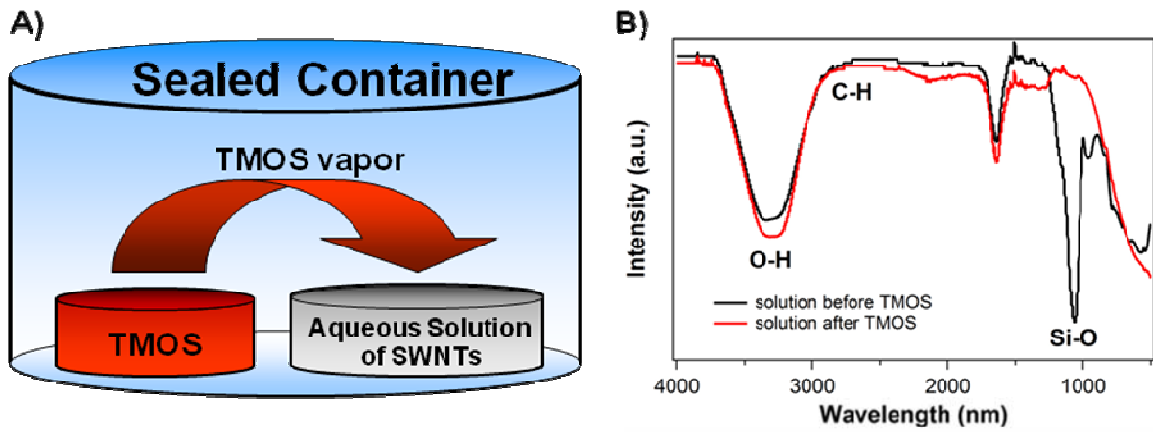 A)
Sealed Container
TMOS vapor
TMOS
Aqueous Solution
of SWNTs
B)
Intensity (a.u.)
C-H
O-H
Si-O
solution before TMOS
solution after TMOS
4000 3000 2000 1000
Wavelength (nm)